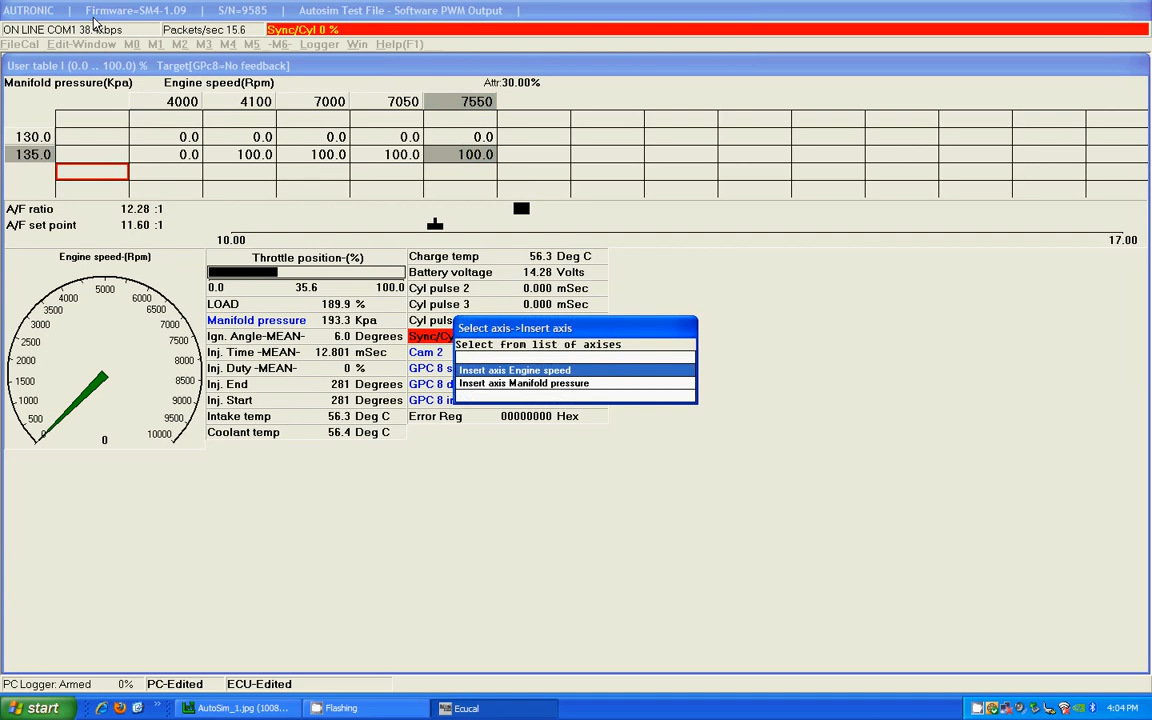 AUTRONIC | Firmware=SM4-1.09 | S/N=9585 | Autosim Test File - Software PWM Output |
ON LINE COM1 38.4kbps Packets/sec 15.6 Sync/Cyl 0 %
FileCal Edit-Window M0 M1 M2 M3 M4 M5 -M6- Logger Win Help(F1)
User table I (0.0 .. 100.0) % Target[GPc8=No feedback]
Manifold pressure(Kpa) Engine speed(Rpm) Attr:30.00%
4000 4100 7000 7050 7550
130.0 0.0 0.0 0.0 0.0 0.0
135.0 0.0 100.0 100.0 100.0 100.0
A/F ratio 12.28 :1
A/F set point 11.60 :1
10.00 17.00
Engine speed-(Rpm)
0
500
1000
1500
2000
2500
3000
3500
4000
5000
6000
6500
7000
7500
8000
8500
9000
9500
10000
0
Throttle position-(%)
0.0 35.6 100.0
LOAD 189.9 %
Manifold pressure 193.3 Kpa
Ign. Angle-MEAN- 6.0 Degrees
Inj. Time -MEAN- 12.801 mSec
Inj. Duty -MEAN- 0 %
Inj. End 281 Degrees
Inj. Start 281 Degrees
Intake temp 56.3 Deg C
Coolant temp 56.4 Deg C
Charge temp 56.3 Deg C
Battery voltage 14.28 Volts
Cyl pulse 2 0.000 mSec
Cyl pulse 3 0.000 mSec
Cyl puls
Sync/Cy
Cam 2
GPC 8 s
GPC 8 d
GPC 8 i
Error Reg 00000000 Hex
Select axis->Insert axis
Select from list of axises
Insert axis Engine speed
Insert axis Manifold pressure
PC Logger: Armed 0% PC-Edited ECU-Edited
start » AutoSim_1.jpg (1008... Flashing Ecucal 4:04 PM